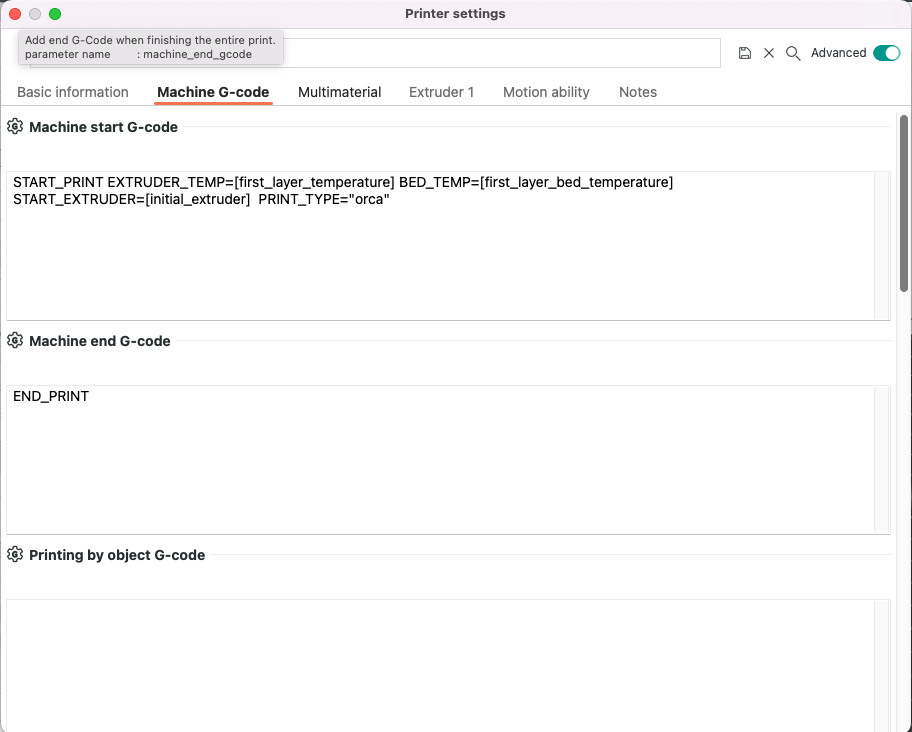 Printer settings
Add end G-Code when finishing the entire print.
parameter name : machine_end_gcode
Advanced
Basic information Machine G-code Multimaterial Extruder 1 Motion ability Notes
Machine start G-code
START_PRINT EXTRUDER_TEMP=[first_layer_temperature] BED_TEMP=[first_layer_bed_temperature]
START_EXTRUDER=[initial_extruder]  PRINT_TYPE="orca"
Machine end G-code
END_PRINT
Printing by object G-code